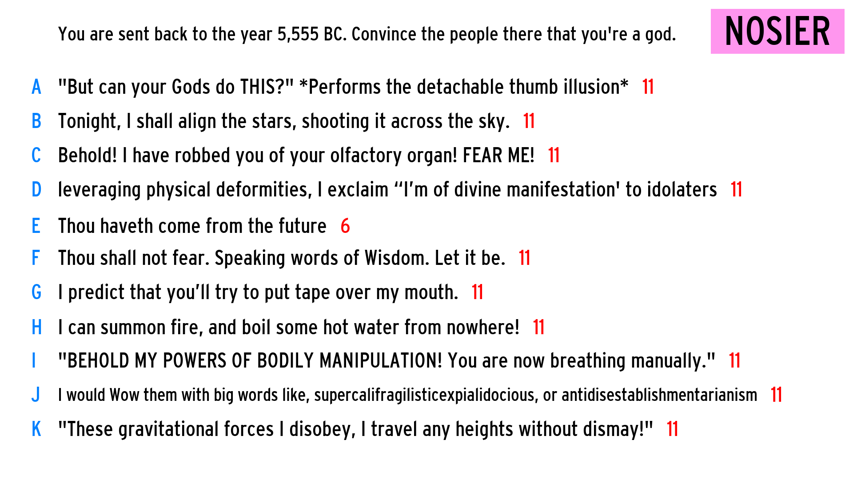 You are sent back to the year 5,555 BC. Convince the people there that you're a god.
NOSIER
A "But can your Gods do THIS?" *Performs the detachable thumb illusion* 11
B Tonight, I shall align the stars, shooting it across the sky. 11
C Behold! I have robbed you of your olfactory organ! FEAR ME! 11
D leveraging physical deformities, I exclaim “I’m of divine manifestation' to idolaters 11
E Thou haveth come from the future 6
F Thou shall not fear. Speaking words of Wisdom. Let it be. 11
G I predict that you’ll try to put tape over my mouth. 11
H I can summon fire, and boil some hot water from nowhere! 11
I "BEHOLD MY POWERS OF BODILY MANIPULATION! You are now breathing manually." 11
J I would Wow them with big words like, supercalifragilisticexpialidocious, or antidisestablishmentarianism 11
K "These gravitational forces I disobey, I travel any heights without dismay!" 11